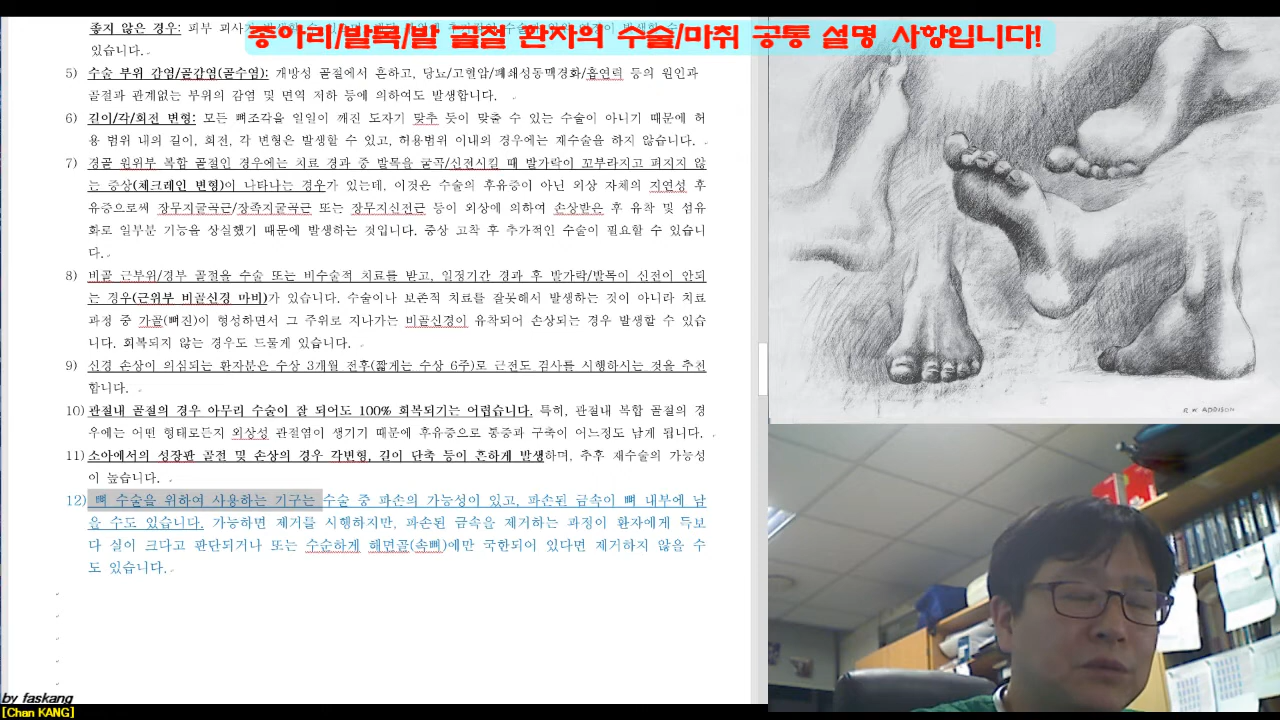 종아리/발목/발 골절 환자의 수술/마취 공통 설명 사항입니다!
좋지 않은 경우: 피부 괴사가
있습니다.
5) 수술 부위 감염/골감염(골수염): 개방성 골절에서 흔하고, 당뇨/고혈압/폐쇄성동맥경화/흡연력 등의 원인과
골절과 관계없는 부위의 감염 및 면역 저하 등에 의하여도 발생합니다.
6) 길이/각/회전 변형: 모든 뼈조각을 일일이 깨진 도자기 맞추 듯이 맞출 수 있는 수술이 아니기 때문에 허
용 범위 내의 길이, 회전, 각 변형은 발생할 수 있고, 허용범위 이내의 경우에는 재수술을 하지 않습니다.
7) 경골 원위부 복합 골절인 경우에는 치료 경과 중 발목을 굴곡/신전시킬 때 발가락이 꼬부라지고 펴지지 않
는 증상(체크레인 변형)이 나타나는 경우가 있는데, 이것은 수술의 후유증이 아닌 외상 자체의 지연성 후
유증으로써 장무지굴곡근/장족지굴곡근 또는 장무지신전근 등이 외상에 의하여 손상받은 후 유착 및 섬유
화로 일부분 기능을 상실했기 때문에 발생하는 것입니다. 증상 고착 후 추가적인 수술이 필요할 수 있습니
다.
8) 비골 근부위/경부 골절을 수술 또는 비수술적 치료를 받고, 일정기간 경과 후 발가락/발목이 신전이 안되
는 경우(근위부 비골신경 마비)가 있습니다. 수술이나 보존적 치료를 잘못해서 발생하는 것이 아니라 치료
과정 중 가골(뼈진)이 형성하면서 그 주위로 지나가는 비골신경이 유착되어 손상되는 경우 발생할 수 있습
니다. 회복되지 않는 경우도 드물게 있습니다.
9) 신경 손상이 의심되는 환자분은 수상 3개월 전후(짧게는 수상 6주)로 근전도 검사를 시행하시는 것을 추천
합니다.
10) 관절내 골절의 경우 아무리 수술이 잘 되어도 100% 회복되기는 어렵습니다. 특히, 관절내 복합 골절의 경
우에는 어떤 형태로든지 외상성 관절염이 생기기 때문에 후유증으로 통증과 구축이 어느정도 남게 됩니다.
11) 소아에서의 성장판 골절 및 손상의 경우 각변형, 길이 단축 등이 흔하게 발생하며, 추후 재수술의 가능성
이 높습니다.
12) 뼈 수술을 위하여 사용하는 기구는 수술 중 파손의 가능성이 있고, 파손된 금속이 뼈 내부에 남
을 수도 있습니다. 가능하면 제거를 시행하지만, 파손된 금속을 제거하는 과정이 환자에게 득보
다 실이 크다고 판단되거나 또는 수순하게 해면골(속뼈)에만 국한되어 있다면 제거하지 않을 수
도 있습니다.
R W ADDISON
by faskang
[Chan KANG]